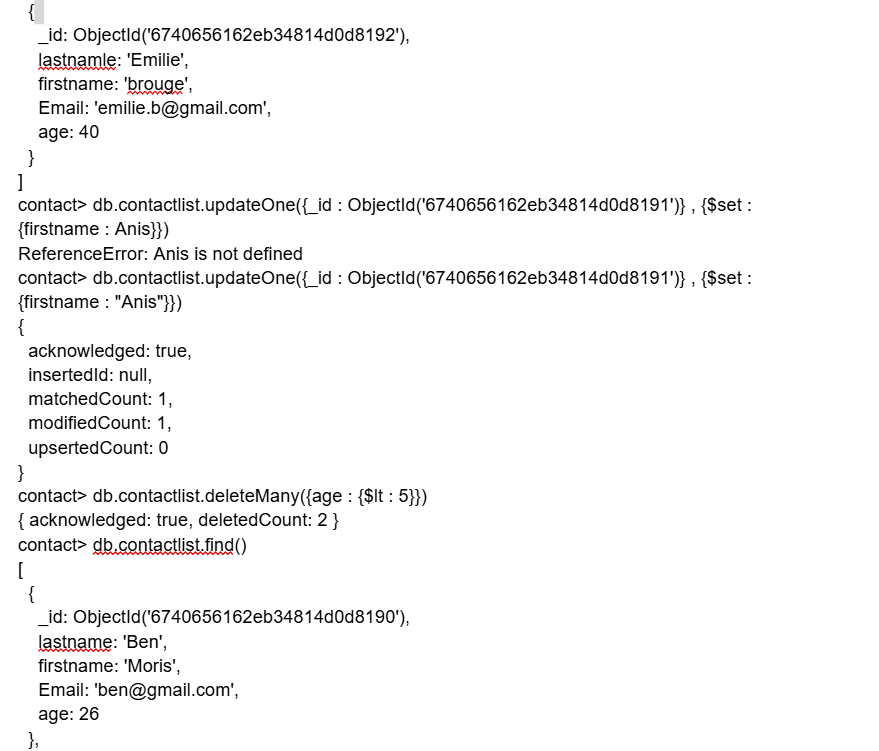 {
_id: ObjectId('6740656162eb34814d0d8192'),
lastnamle: 'Emilie',
firstname: 'brouge',
Email: 'emilie.b@gmail.com',
age: 40
}
]
contact> db.contactlist.updateOne({_id : ObjectId('6740656162eb34814d0d8191')} , {$set :
{firstname : Anis}})
ReferenceError: Anis is not defined
contact> db.contactlist.updateOne({_id : ObjectId('6740656162eb34814d0d8191')} , {$set :
{firstname : "Anis"}})
{
acknowledged: true,
insertedId: null,
matchedCount: 1,
modifiedCount: 1,
upsertedCount: 0
}
contact> db.contactlist.deleteMany({age : {$lt : 5}})
{ acknowledged: true, deletedCount: 2 }
contact> db.contactlist.find()
[
{
_id: ObjectId('6740656162eb34814d0d8190'),
lastname: 'Ben',
firstname: 'Moris',
Email: 'ben@gmail.com',
age: 26
},